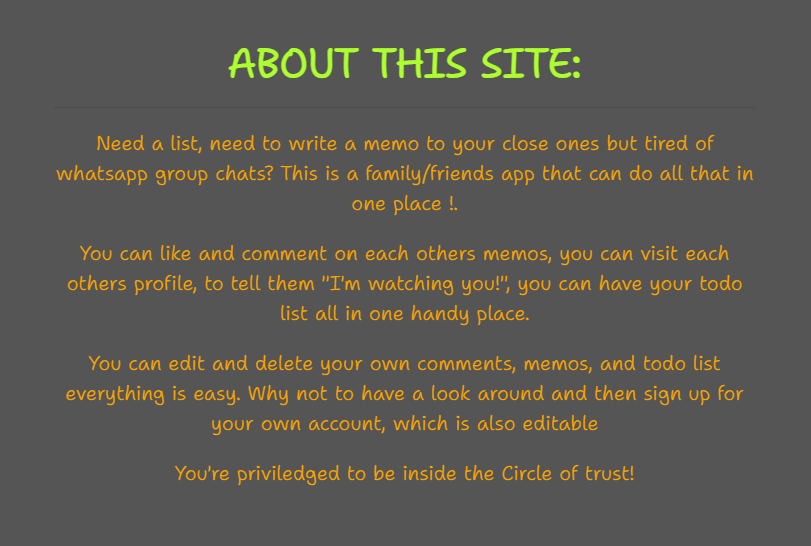 ABOUT THIS SITE:
Need a list, need to write a memo to your close ones but tired of
whatsapp group chats? This is a family/friends app that can do all that in
one place !.
You can like and comment on each others memos, you can visit each
others profile, to tell them "I'm watching you!", you can have your todo
list all in one handy place.
You can edit and delete your own comments, memos, and todo list
everything is easy. Why not to have a look around and then sign up for
your own account, which is also editable
You're priviledged to be inside the Circle of trust!